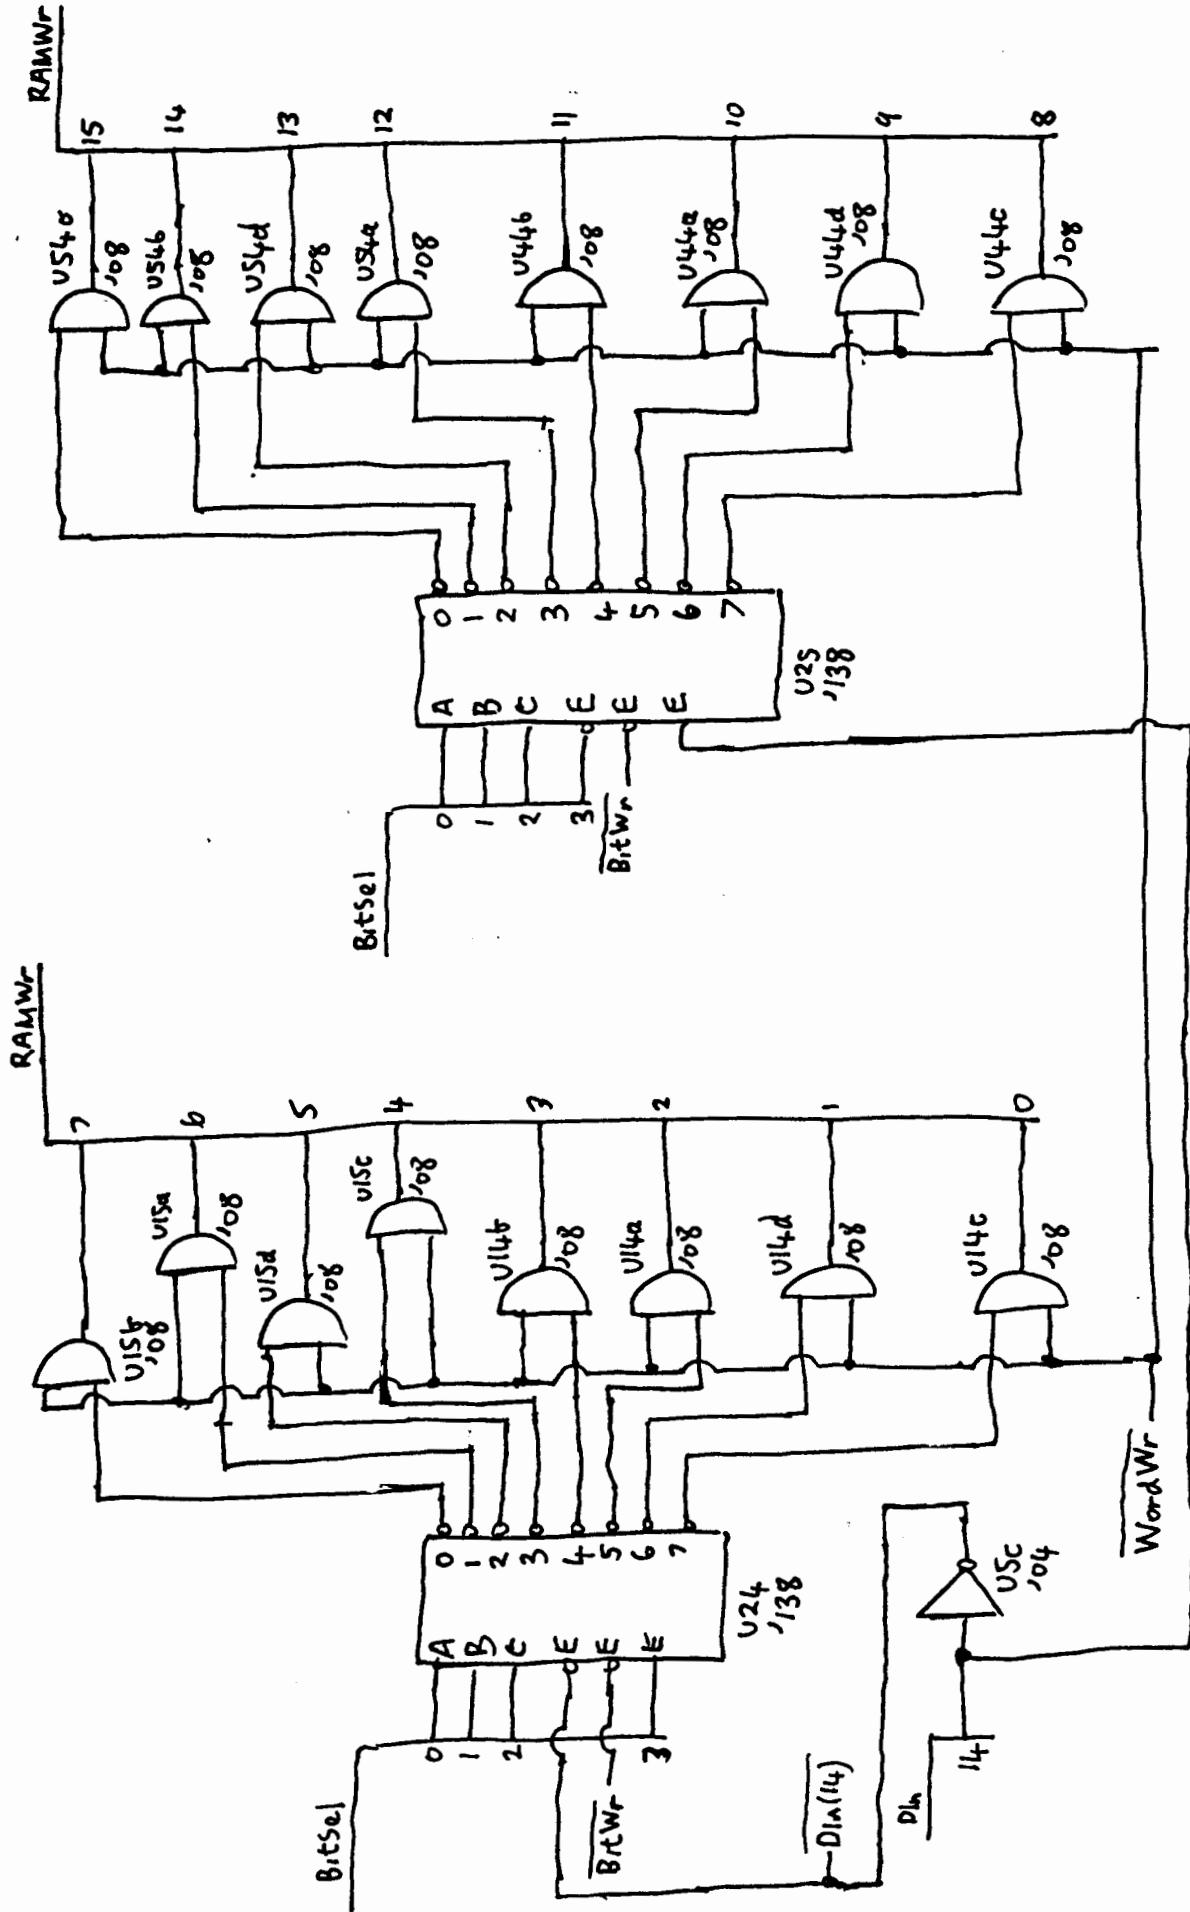 RAMWr
15
14
13
12
11
10
9
8
U54b
'08
U54d
'08
U54a
'08
U44b
'08
U44a
'08
U44d
'08
U44c
'08
'08
0
1
2
3
4
5
6
7
A
B
C
E
E
E
U25
'138
0
1
2
3
BitSel
BitWr
RAMWr
7
6
5
4
3
2
1
0
U15b
'08
U15a
'08
U15d
'08
U15c
'08
U14b
'08
U14a
'08
U14d
'08
U14c
'08
0
1
2
3
4
5
6
7
A
B
C
E
E
E
U24
'138
0
1
2
3
BitSel
BitWr
DIn(14)
DIn
14
U5c
'04
WordWr